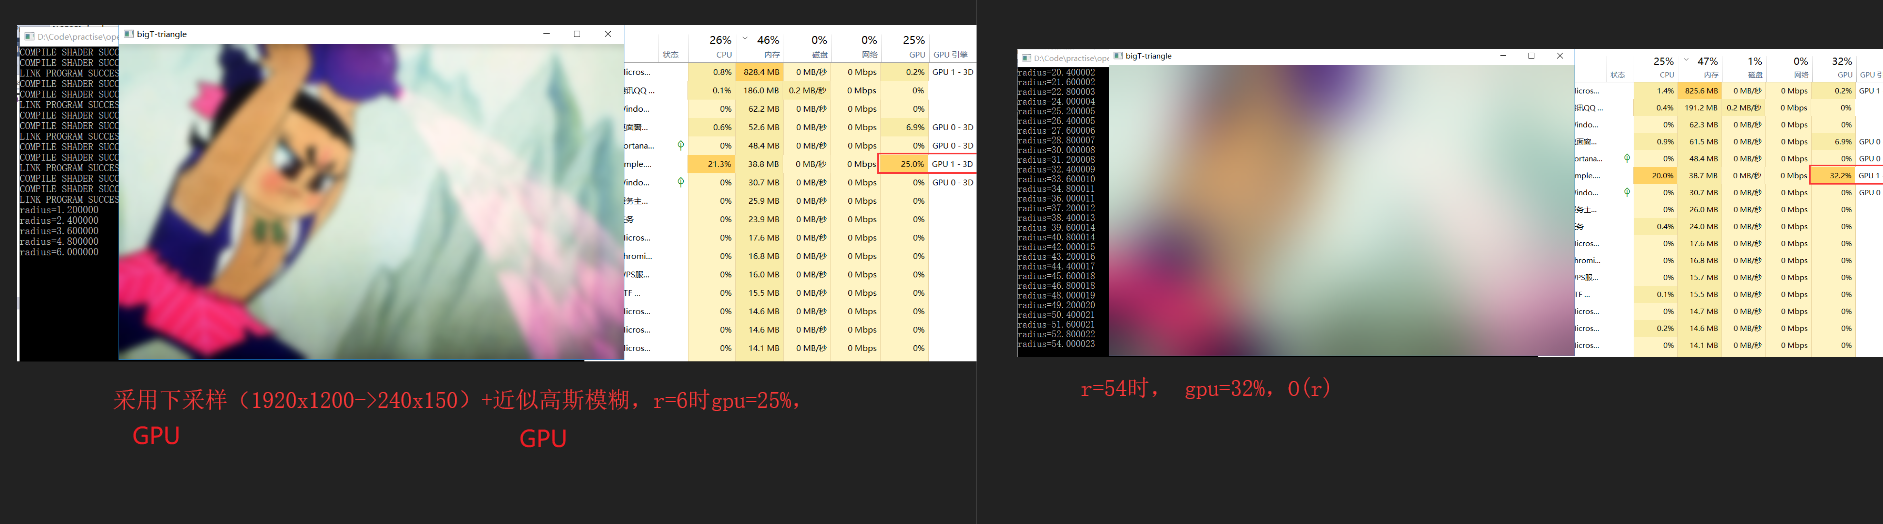 D:\Code\practise\ope
bigT-triangle
COMPILE SHADER SUCC
COMPILE SHADER SUCC
LINK PROGRAM SUCCES
COMPILE SHADER SUCC
COMPILE SHADER SUCC
LINK PROGRAM SUCCES
COMPILE SHADER SUCC
COMPILE SHADER SUCC
LINK PROGRAM SUCCES
COMPILE SHADER SUCC
COMPILE SHADER SUCC
LINK PROGRAM SUCCES
COMPILE SHADER SUCC
COMPILE SHADER SUCC
LINK PROGRAM SUCCES
radius=1.200000
radius=2.400000
radius=3.600000
radius=4.800000
radius=6.000000
26% 46% 0% 0% 25%
状态 CPU 内存 磁盘 网络 GPU GPU 引擎
licros... 0.8% 828.4 MB 0 MB/秒 0 Mbps 0.2% GPU 1 - 3D
讯QQ ... 0.1% 186.0 MB 0.2 MB/秒 0 Mbps 0%
indo... 0% 62.2 MB 0 MB/秒 0 Mbps 0%
面窗... 0.6% 52.6 MB 0 MB/秒 0 Mbps 6.9% GPU 0 - 3D
ortana... 0% 48.4 MB 0 MB/秒 0 Mbps 0% GPU 0 - 3D
mple.... 21.3% 38.8 MB 0 MB/秒 0 Mbps 25.0% GPU 1 - 3D
indo... 0% 30.7 MB 0 MB/秒 0 Mbps 0% GPU 0 - 3D
务主... 0% 25.9 MB 0 MB/秒 0 Mbps 0%
务 0% 23.9 MB 0 MB/秒 0 Mbps 0%
licros... 0% 17.6 MB 0 MB/秒 0 Mbps 0%
hromi... 0% 16.8 MB 0 MB/秒 0 Mbps 0%
PS服... 0% 16.0 MB 0 MB/秒 0 Mbps 0%
TF ... 0% 15.5 MB 0 MB/秒 0 Mbps 0%
licros... 0% 14.6 MB 0 MB/秒 0 Mbps 0%
licros... 0% 14.6 MB 0 MB/秒 0 Mbps 0%
licros... 0% 14.1 MB 0 MB/秒 0 Mbps 0%
采用下采样（1920x1200->240x150）+近似高斯模糊，r=6时gpu=25%，
GPU GPU
D:\Code\practise\ope
bigT-triangle
radius=20.400002
radius=21.600002
radius=22.800003
radius=24.000004
radius=25.200005
radius=26.400005
radius=27.600006
radius=28.800007
radius=30.000008
radius=31.200008
radius=32.400009
radius=33.600010
radius=34.800011
radius=36.000011
radius=37.200012
radius=38.400013
radius=39.600014
radius=40.800014
radius=42.000015
radius=43.200016
radius=44.400017
radius=45.600018
radius=46.800018
radius=48.000019
radius=49.200020
radius=50.400021
radius=51.600021
radius=52.800022
radius=54.000023
25% 47% 1% 0% 32%
状态 CPU 内存 磁盘 网络 GPU GPU 引
licros... 1.4% 825.6 MB 0 MB/秒 0 Mbps 0.2% GPU 1
讯QQ ... 0.4% 191.2 MB 0.2 MB/秒 0 Mbps 0%
indo... 0% 62.3 MB 0 MB/秒 0 Mbps 0%
面窗... 0.9% 61.5 MB 0 MB/秒 0 Mbps 6.9% GPU 0
ortana... 0% 48.4 MB 0 MB/秒 0 Mbps 0% GPU 0
mple.... 20.0% 38.7 MB 0 MB/秒 0 Mbps 32.2% GPU 1
indo... 0% 30.7 MB 0 MB/秒 0 Mbps 0% GPU 0
务主... 0% 26.0 MB 0 MB/秒 0 Mbps 0%
务 0.4% 24.0 MB 0 MB/秒 0 Mbps 0%
licros... 0% 17.6 MB 0 MB/秒 0 Mbps 0%
hromi... 0% 16.8 MB 0 MB/秒 0 Mbps 0%
PS服... 0% 15.7 MB 0 MB/秒 0 Mbps 0%
TF ... 0.1% 15.5 MB 0 MB/秒 0 Mbps 0%
licros... 0% 14.7 MB 0 MB/秒 0 Mbps 0%
licros... 0.2% 14.6 MB 0 MB/秒 0 Mbps 0%
licros... 0% 14.1 MB 0 MB/秒 0 Mbps 0%
r=54时， gpu=32%，O(r)